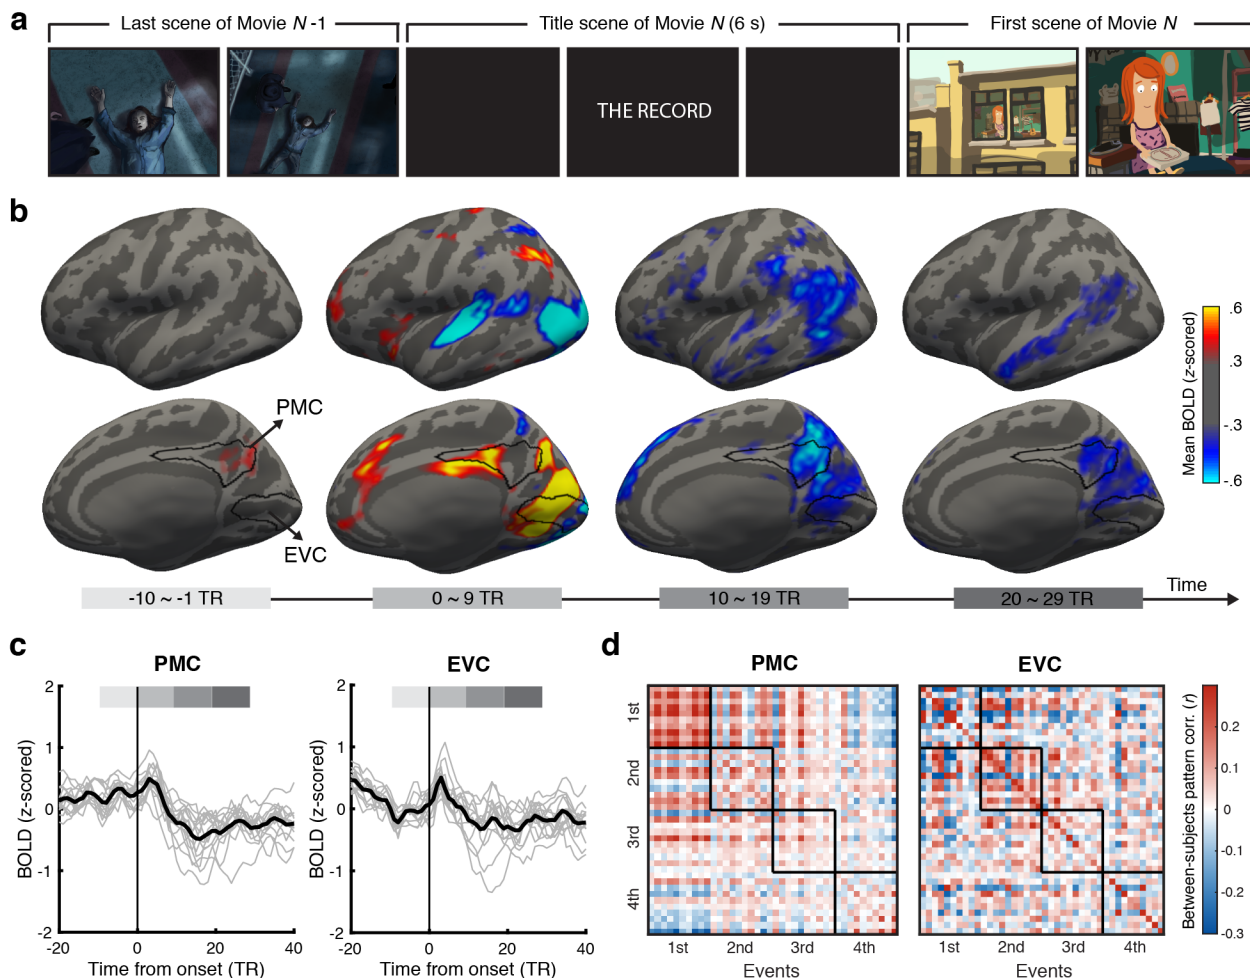 a
Last scene of Movie N -1
Title scene of Movie N (6 s)
First scene of Movie N
THE RECORD
b
PMC
EVC
.6
.3
-.3
-.6
Mean BOLD (z-scored)
-10 ~ -1 TR
0 ~ 9 TR
10 ~ 19 TR
20 ~ 29 TR
Time
c
PMC
EVC
BOLD (z-scored)
2
1
0
-1
-2
-20
0
20
40
Time from onset (TR)
BOLD (z-scored)
2
1
0
-1
-2
-20
0
20
40
Time from onset (TR)
d
PMC
EVC
1st
2nd
3rd
4th
1st
2nd
3rd
4th
Events
1st
2nd
3rd
4th
Events
0.2
0.1
0
-0.1
-0.2
-0.3
Between-subjects pattern corr. (r)